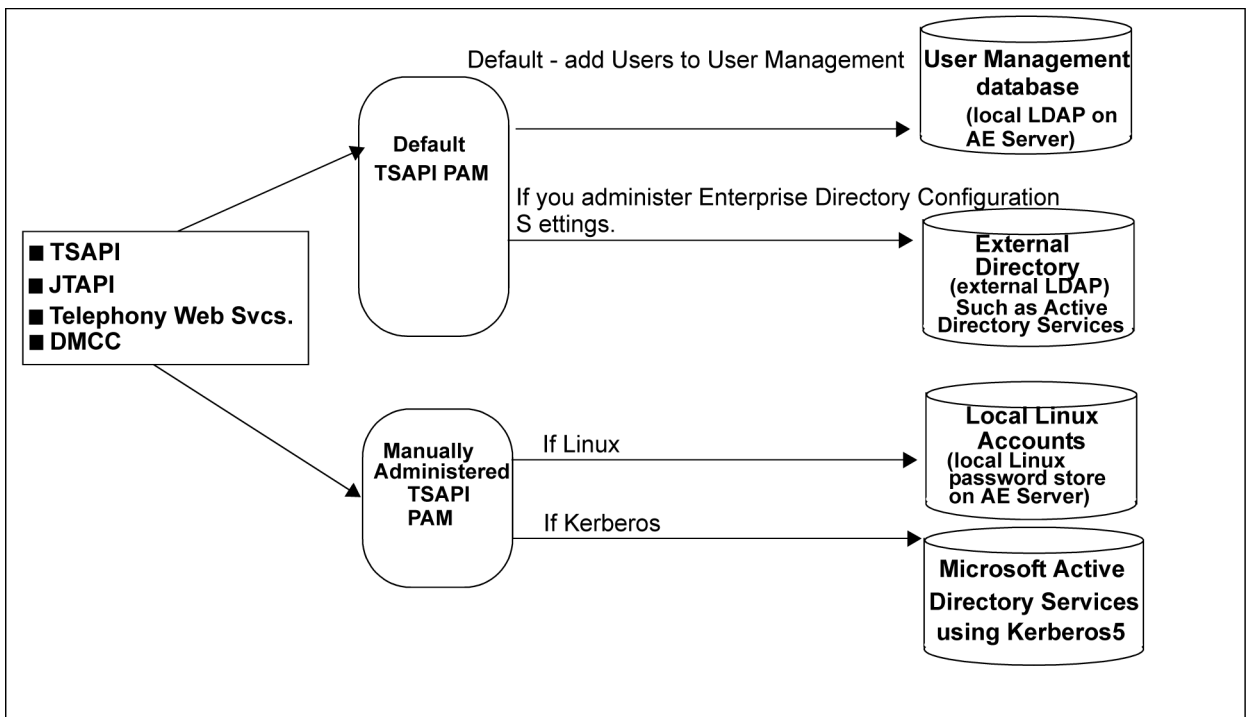 Default - add Users to User Management
User Management
database
(local LDAP on
AE Server)
Default
TSAPI PAM
If you administer Enterprise Directory Configuration
S ettings.
External
Directory
(external LDAP)
Such as Active
Directory Services
■ TSAPI
■ JTAPI
■ Telephony Web Svcs.
■ DMCC
Manually
Administered
TSAPI
PAM
If Linux
Local Linux
Accounts
(local Linux
password store
on AE Server)
If Kerberos
Microsoft Active
Directory Services
using Kerberos5